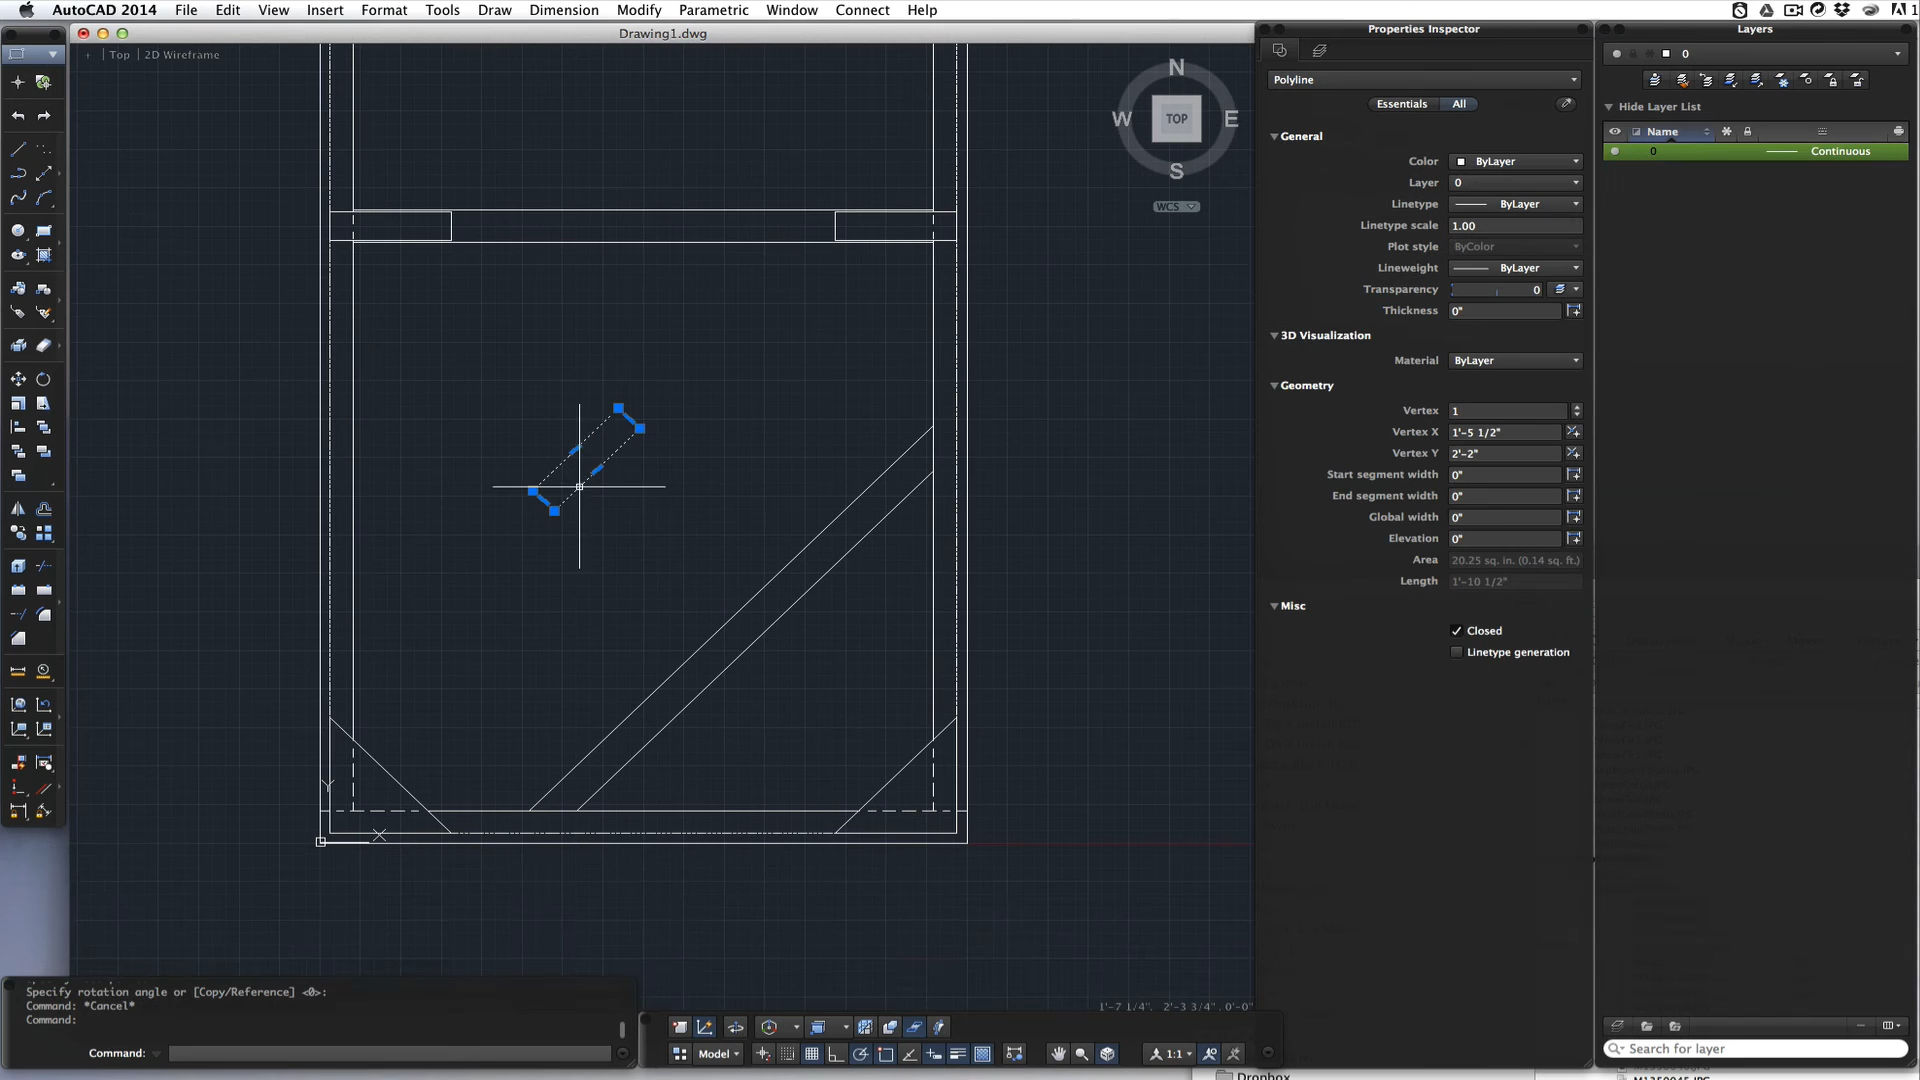 AutoCAD 2014 File Edit View Insert Format Tools Draw Dimension Modify Parametric Window Connect Help
Drawing1.dwg
+ | Top | 2D Wireframe
N
W TOP E
S
WCS
Y
X
Properties Inspector
Polyline
Essentials All
General
Color ByLayer
Layer 0
Linetype ByLayer
Linetype scale 1.00
Plot style ByColor
Lineweight ByLayer
Transparency 0
Thickness 0"
3D Visualization
Material ByLayer
Geometry
Vertex 1
Vertex X 1'-5 1/2"
Vertex Y 2'-2"
Start segment width 0"
End segment width 0"
Global width 0"
Elevation 0"
Area 20.25 sq. in. (0.14 sq. ft.)
Length 1'-10 1/2"
Misc
Closed
Linetype generation
Layers
0
Hide Layer List
Name
0 Continuous
Search for layer
Specify rotation angle or [Copy/Reference] <0>:
Command: *Cancel*
Command:
Command:
1'-7 1/4", 2'-3 3/4", 0'-0"
Model
1:1
Dropbox